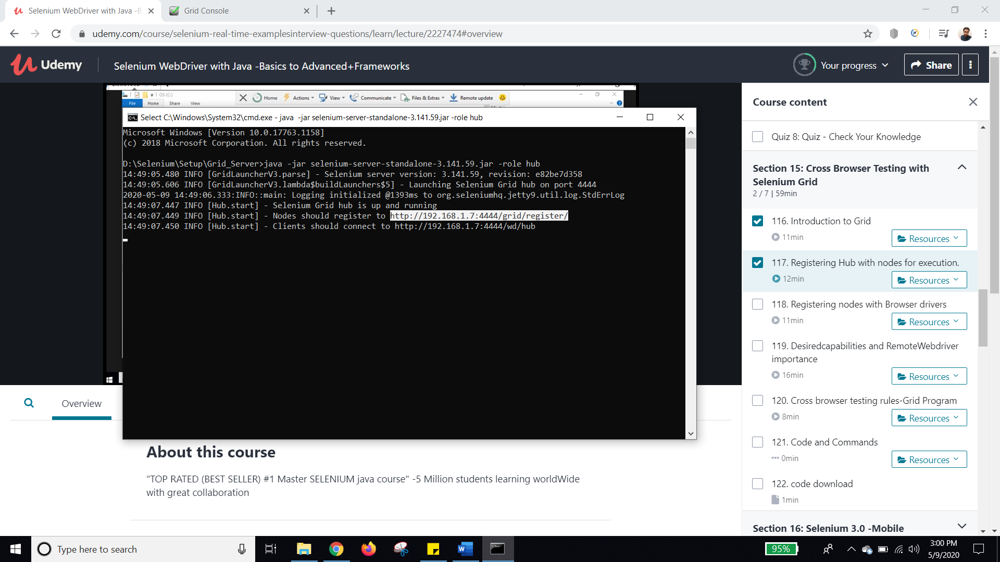 Selenium WebDriver with Java -B
Grid Console
udemy.com/course/selenium-real-time-examplesinterview-questions/learn/lecture/2227474#overview
Udemy
Selenium WebDriver with Java -Basics to Advanced+Frameworks
Your progress
Share
OS (C:)
Home
Actions
View
Communicate
Files & Extras
Remote update
File
Home
Share
View
Select C:\Windows\System32\cmd.exe - java  -jar selenium-server-standalone-3.141.59.jar -role hub
Microsoft Windows [Version 10.0.17763.1158]
(c) 2018 Microsoft Corporation. All rights reserved.
D:\Selenium\Setup\Grid_Server>java -jar selenium-server-standalone-3.141.59.jar -role hub
14:49:05.480 INFO [GridLauncherV3.parse] - Selenium server version: 3.141.59, revision: e82be7d358
14:49:05.606 INFO [GridLauncherV3.lambda$buildLaunchers$5] - Launching Selenium Grid hub on port 4444
2020-05-09 14:49:06.333:INFO::main: Logging initialized @1393ms to org.seleniumhq.jetty9.util.log.StdErrLog
14:49:07.447 INFO [Hub.start] - Selenium Grid hub is up and running
14:49:07.449 INFO [Hub.start] - Nodes should register to http://192.168.1.7:4444/grid/register/
14:49:07.450 INFO [Hub.start] - Clients should connect to http://192.168.1.7:4444/wd/hub
Overview
About this course
"TOP RATED (BEST SELLER) #1 Master SELENIUM java course" -5 Million students learning worldWide
with great collaboration
Course content
Quiz 8: Quiz - Check Your Knowledge
Section 15: Cross Browser Testing with
Selenium Grid
2 / 7 | 59min
116. Introduction to Grid
11min
Resources
117. Registering Hub with nodes for execution.
12min
Resources
118. Registering nodes with Browser drivers
11min
Resources
119. Desiredcapabilities and RemoteWebdriver
importance
16min
Resources
120. Cross browser testing rules-Grid Program
8min
Resources
121. Code and Commands
0min
Resources
122. code download
1min
Section 16: Selenium 3.0 -Mobile
Type here to search
95%
3:00 PM
5/9/2020